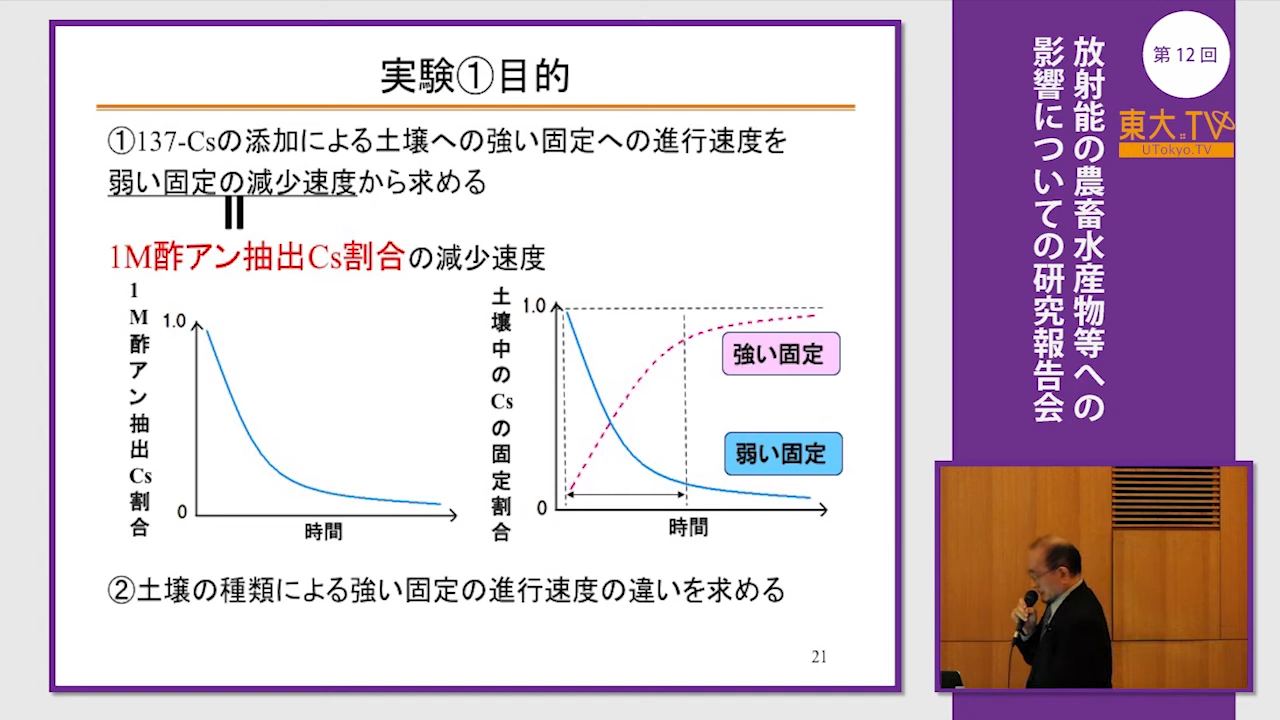 実験①目的
①137-Csの添加による土壌への強い固定への進行速度を
弱い固定の減少速度から求める
1M酢アン抽出Cs割合の減少速度
1M酢アン抽出Cs割合
1.0
0
時間
土壌中のCsの固定割合
1.0
0
強い固定
弱い固定
時間
②土壌の種類による強い固定の進行速度の違いを求める
21
第12回
放射能の農畜水産物等への
影響についての研究報告会
東大.TV
UTokyo.TV